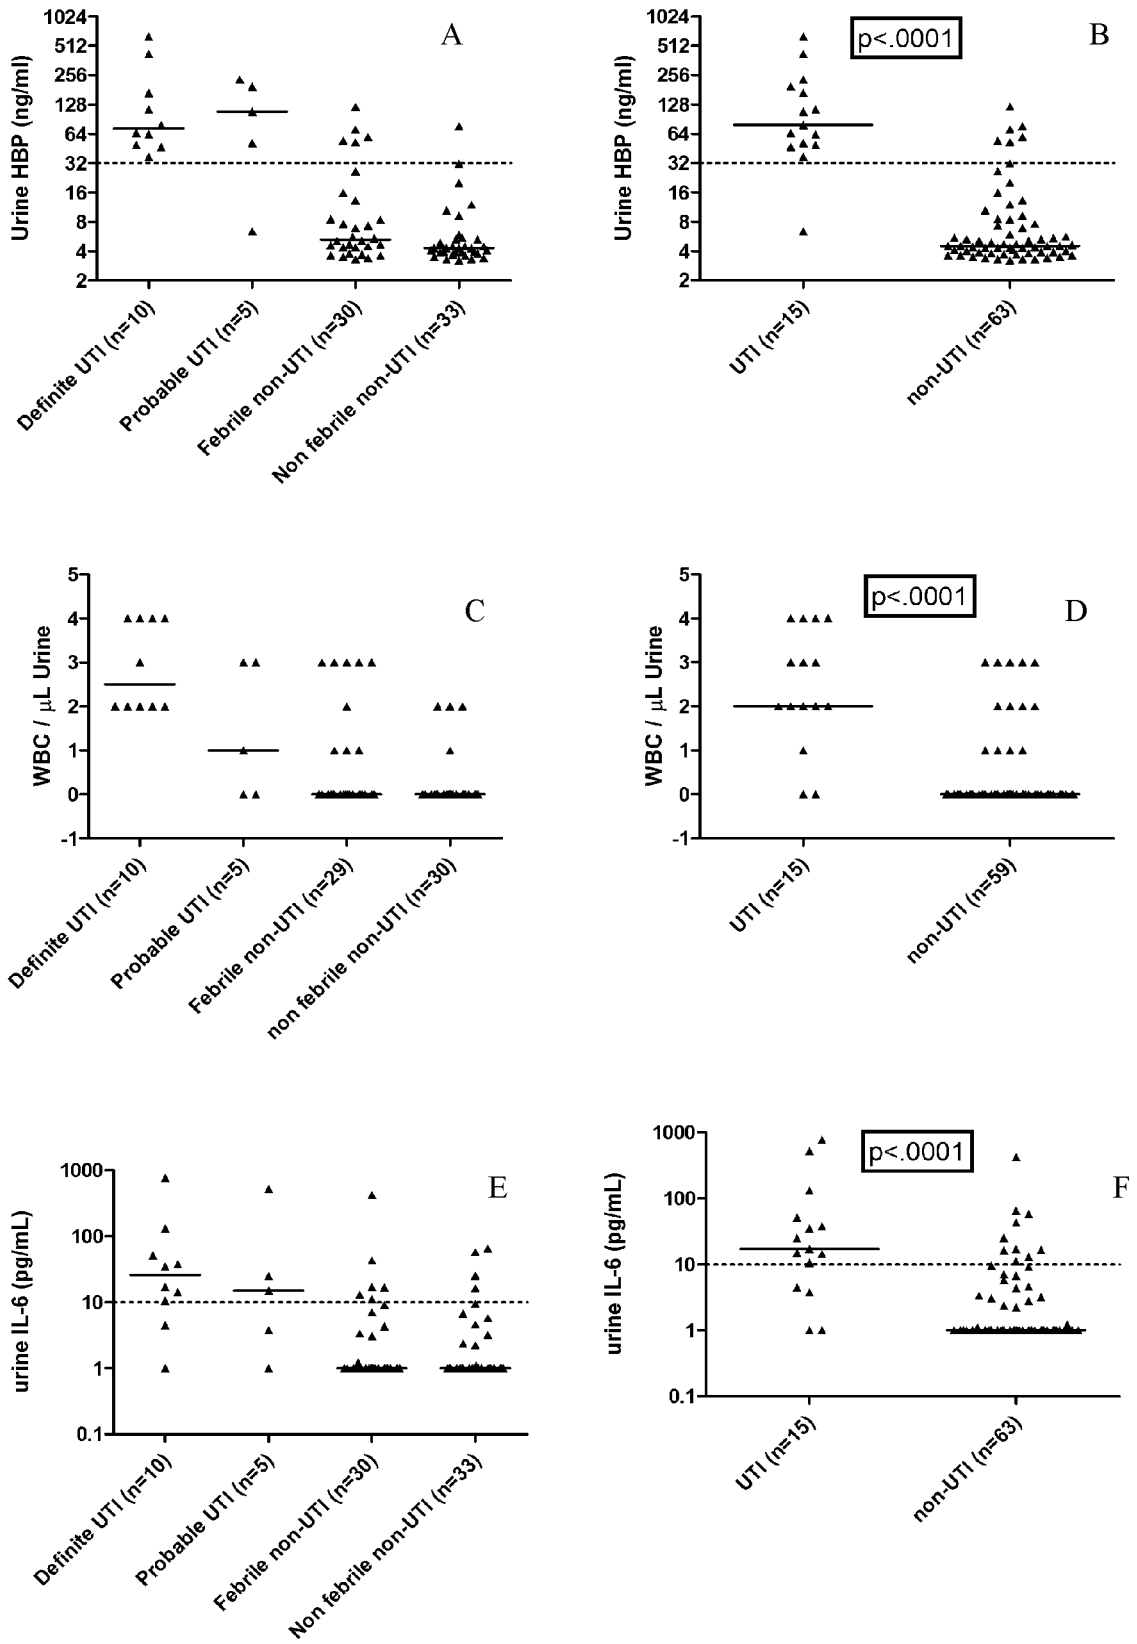 A
Urine HBP (ng/ml)
1024
512
256
128
64
32
16
8
4
2
Definite UTI (n=10)
Probable UTI (n=5)
Febrile non-UTI (n=30)
Non febrile non-UTI (n=33)
B
p<.0001
Urine HBP (ng/ml)
1024
512
256
128
64
32
16
8
4
2
UTI (n=15)
non-UTI (n=63)
C
WBC / μL Urine
5
4
3
2
1
0
-1
Definite UTI (n=10)
Probable UTI (n=5)
Febrile non-UTI (n=29)
non febrile non-UTI (n=30)
D
p<.0001
WBC / μL Urine
5
4
3
2
1
0
-1
UTI (n=15)
non-UTI (n=59)
E
urine IL-6 (pg/mL)
1000
100
10
1
0.1
Definite UTI (n=10)
Probable UTI (n=5)
Febrile non-UTI (n=30)
Non febrile non-UTI (n=33)
F
p<.0001
urine IL-6 (pg/mL)
1000
100
10
1
0.1
UTI (n=15)
non-UTI (n=63)